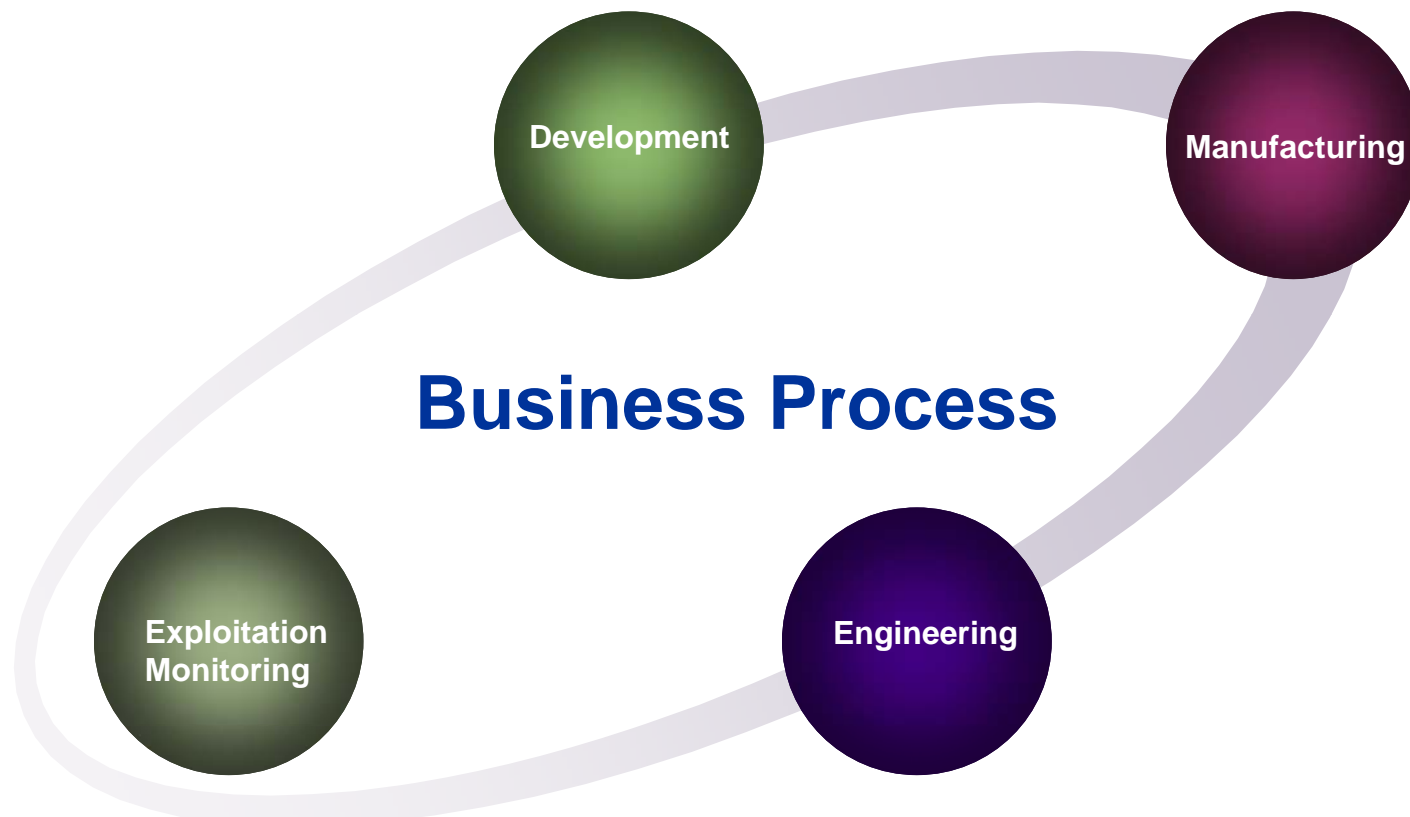 Development
Manufacturing
Business Process
Exploitation
Monitoring
Engineering